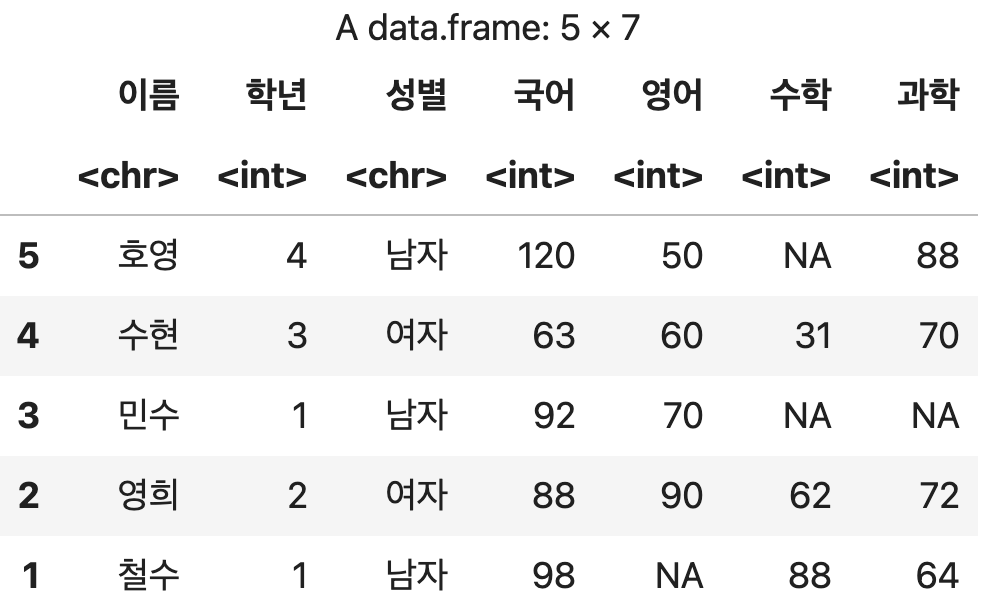 A data.frame: 5 × 7
이름 학년 성별 국어 영어 수학 과학
<chr> <int> <chr> <int> <int> <int> <int>
5 호영 4 남자 120 50 NA 88
4 수현 3 여자 63 60 31 70
3 민수 1 남자 92 70 NA NA
2 영희 2 여자 88 90 62 72
1 철수 1 남자 98 NA 88 64